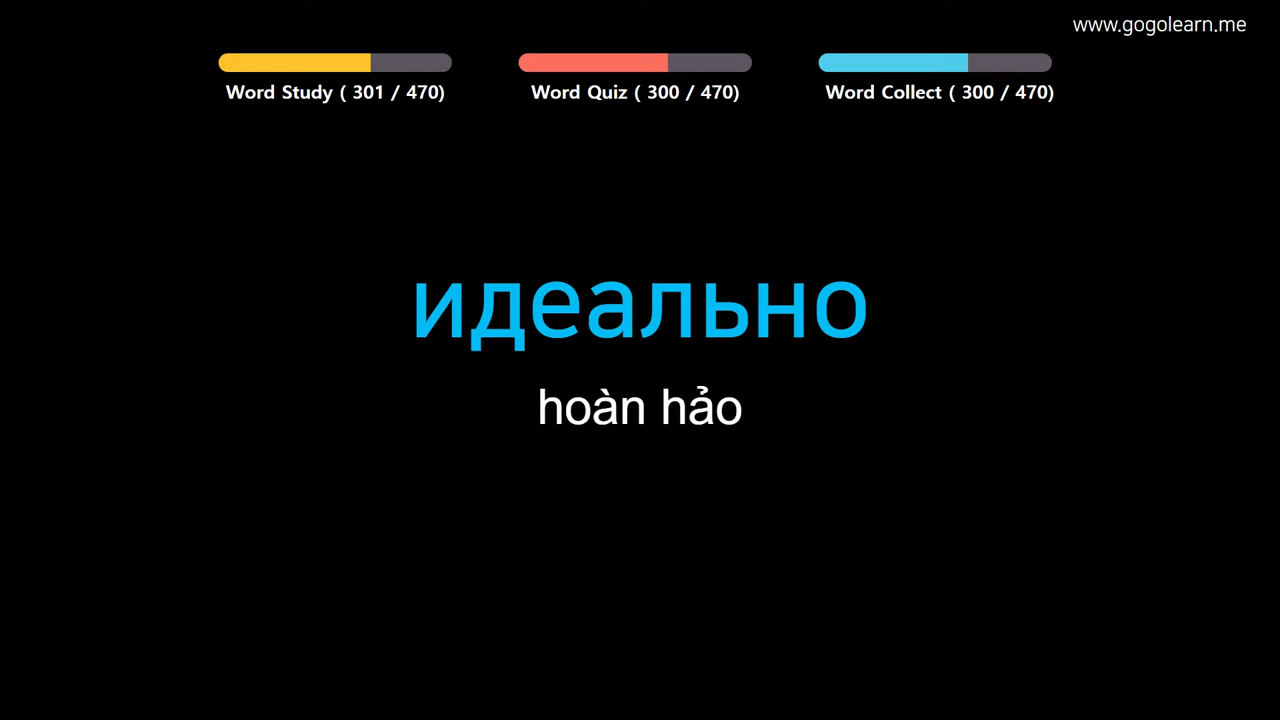 www.gogolearn.me
Word Study ( 301 / 470)
Word Quiz ( 300 / 470)
Word Collect ( 300 / 470)
идеально
hoàn hảo